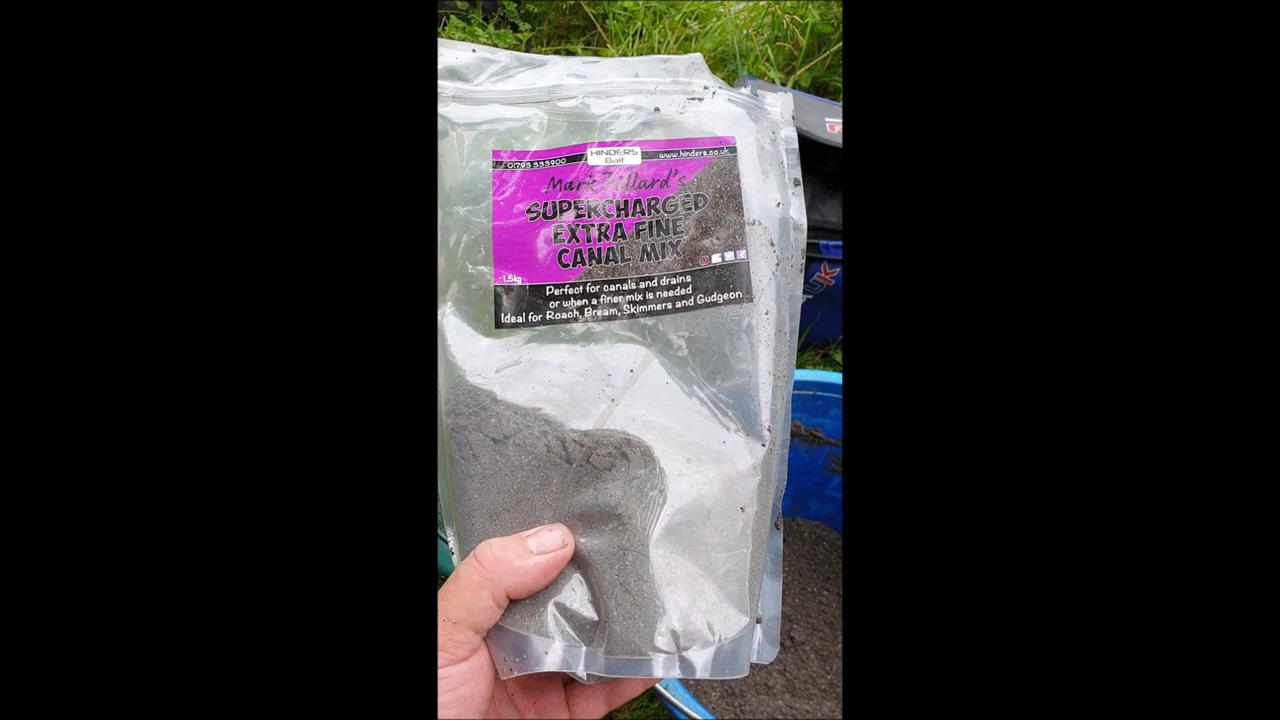 01793 333900
HINDERS
Bait
www.hinders.co.uk
Mark Pollard's
SUPERCHARGED
EXTRA FINE
CANAL MIX
1.5kg
Perfect for canals and drains
or when a finer mix is needed
Ideal for Roach, Bream, Skimmers and Gudgeon
UK